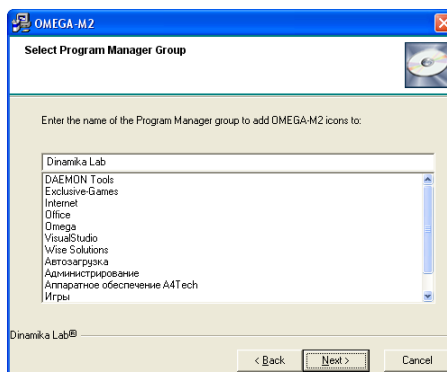 OMEGA-M2
Select Program Manager Group
Enter the name of the Program Manager group to add OMEGA-M2 icons to:
Dinamika Lab
DAEMON Tools
Exclusive-Games
Internet
Office
Omega
VisualStudio
Wise Solutions
Автозагрузка
Администрирование
Аппаратное обеспечение A4Tech
Игры
Dinamika Lab®
< Back Next > Cancel